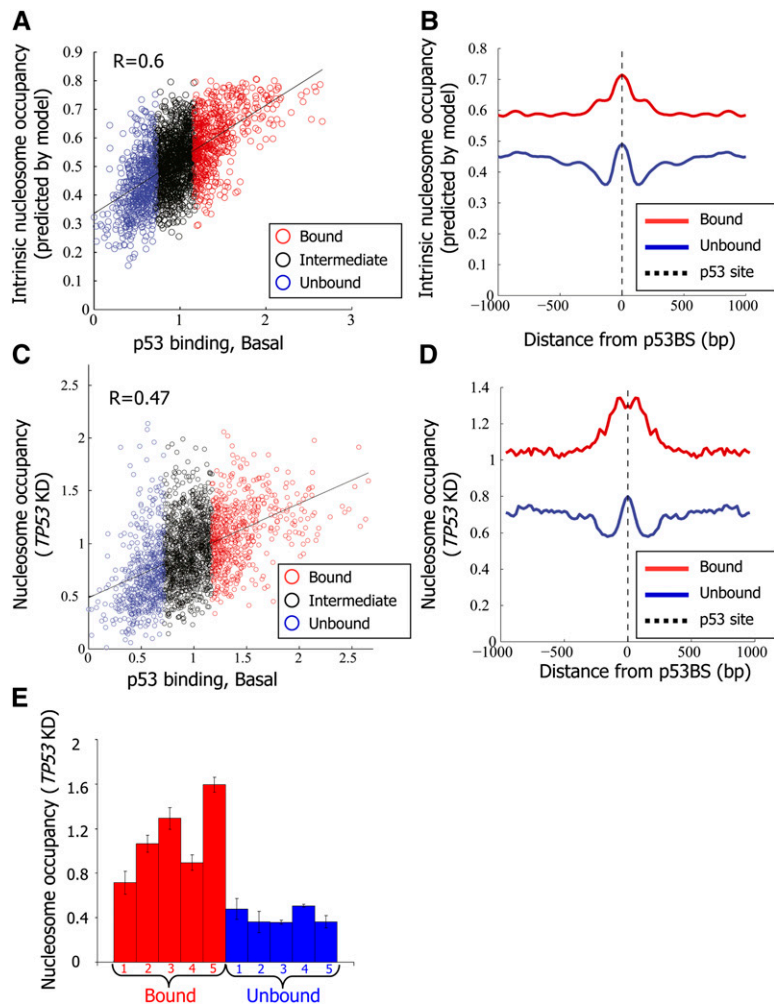 A
R=0.6
Intrinsic nucleosome occupancy
(predicted by model)
0.9
0.8
0.7
0.6
0.5
0.4
0.3
0.2
0.1
0
Bound
Intermediate
Unbound
0 1 2 3
p53 binding, Basal
B
Intrinsic nucleosome occupancy
(predicted by model)
0.8
0.7
0.6
0.5
0.4
0.3
0.2
0.1
0
Bound
Unbound
p53 site
−1000 −500 0 500 1000
Distance from p53BS (bp)
C
R=0.47
Nucleosome occupancy
(TP53 KD)
2.5
2
1.5
1
0.5
0
Bound
Intermediate
Unbound
0 0.5 1 1.5 2 2.5
p53 binding, Basal
D
Nucleosome occupancy
(TP53 KD)
1.4
1.2
1
0.8
0.6
0.4
0.2
0
Bound
Unbound
p53 site
−1000 −500 0 500 1000
Distance from p53BS (bp)
E
Nucleosome occupancy (TP53 KD)
2
1.6
1.2
0.8
0.4
0
1 2 3 4 5 1 2 3 4 5
Bound Unbound